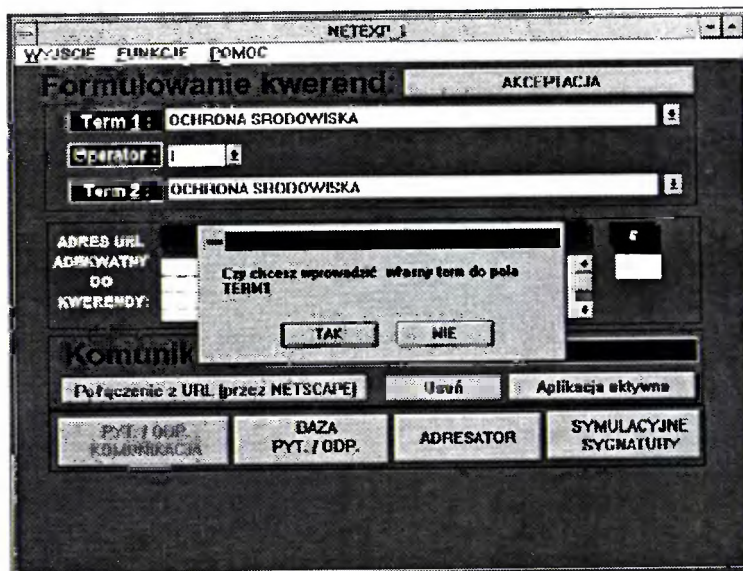 NETEXP_1
WYJSCIE FUNKCJE POMOC
Formułowanie kwerend:
AKCEPTACJA
Term 1 : OCHRONA SRODOWISKA
Operator : I
Term 2 : OCHRONA SRODOWISKA
ADRES URL
ADEKWATNY
DO
KWERENDY:
Czy chcesz wprowadzić własny term do pola
TERM1
TAK NIE
Komunik
Połączenie z URL (przez NETSCAPE) Usuń Aplikacja aktywna
PYT. / ODP.
KOMUNIKACJA
BAZA
PYT. / ODP.
ADRESATOR
SYMULACYJNE
SYGNATURY